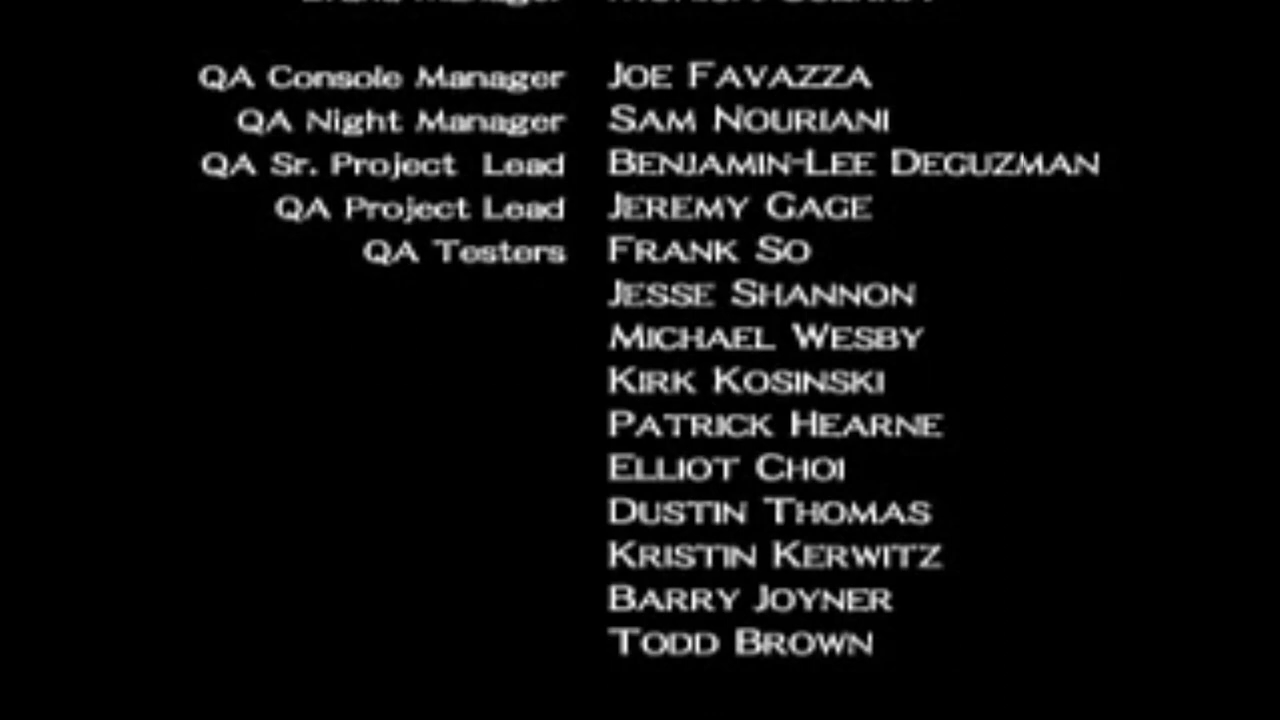 QA Console Manager JOE FAVAZZA
QA Night Manager SAM NOURIANI
QA Sr. Project Lead BENJAMIN-LEE DEGUZMAN
QA Project Lead JEREMY GAGE
QA Testers FRANK SO
JESSE SHANNON
MICHAEL WESBY
KIRK KOSINSKI
PATRICK HEARNE
ELLIOT CHOI
DUSTIN THOMAS
KRISTIN KERWITZ
BARRY JOYNER
TODD BROWN